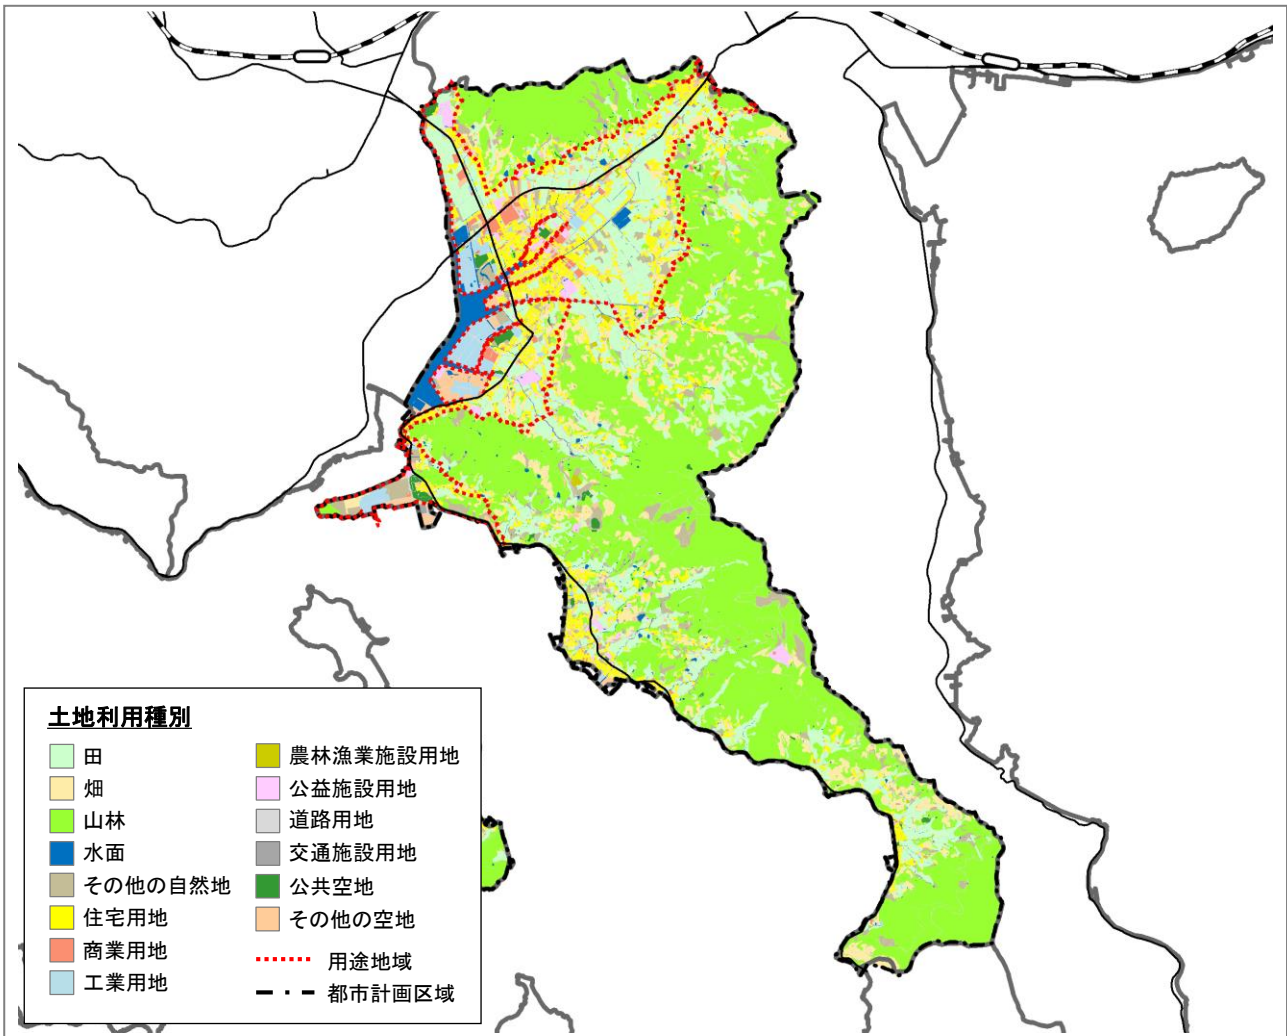 土地利用種別
田
畑
山林
水面
その他の自然地
住宅用地
商業用地
工業用地
農林漁業施設用地
公益施設用地
道路用地
交通施設用地
公共空地
その他の空地
用途地域
都市計画区域